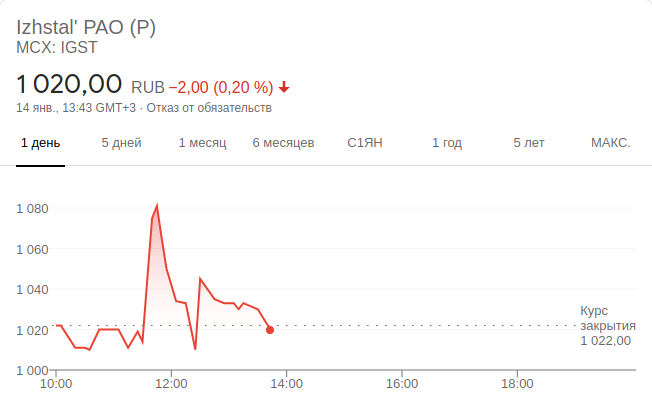 Izhstal' PAO (P)
MCX: IGST
1 020,00 RUB −2,00 (0,20 %)
14 янв., 13:43 GMT+3 · Отказ от обязательств
1 день 5 дней 1 месяц 6 месяцев С1ЯН 1 год 5 лет МАКС.
1 080
1 060
1 040
1 020
1 000
Курс
закрытия
1 022,00
10:00 12:00 14:00 16:00 18:00